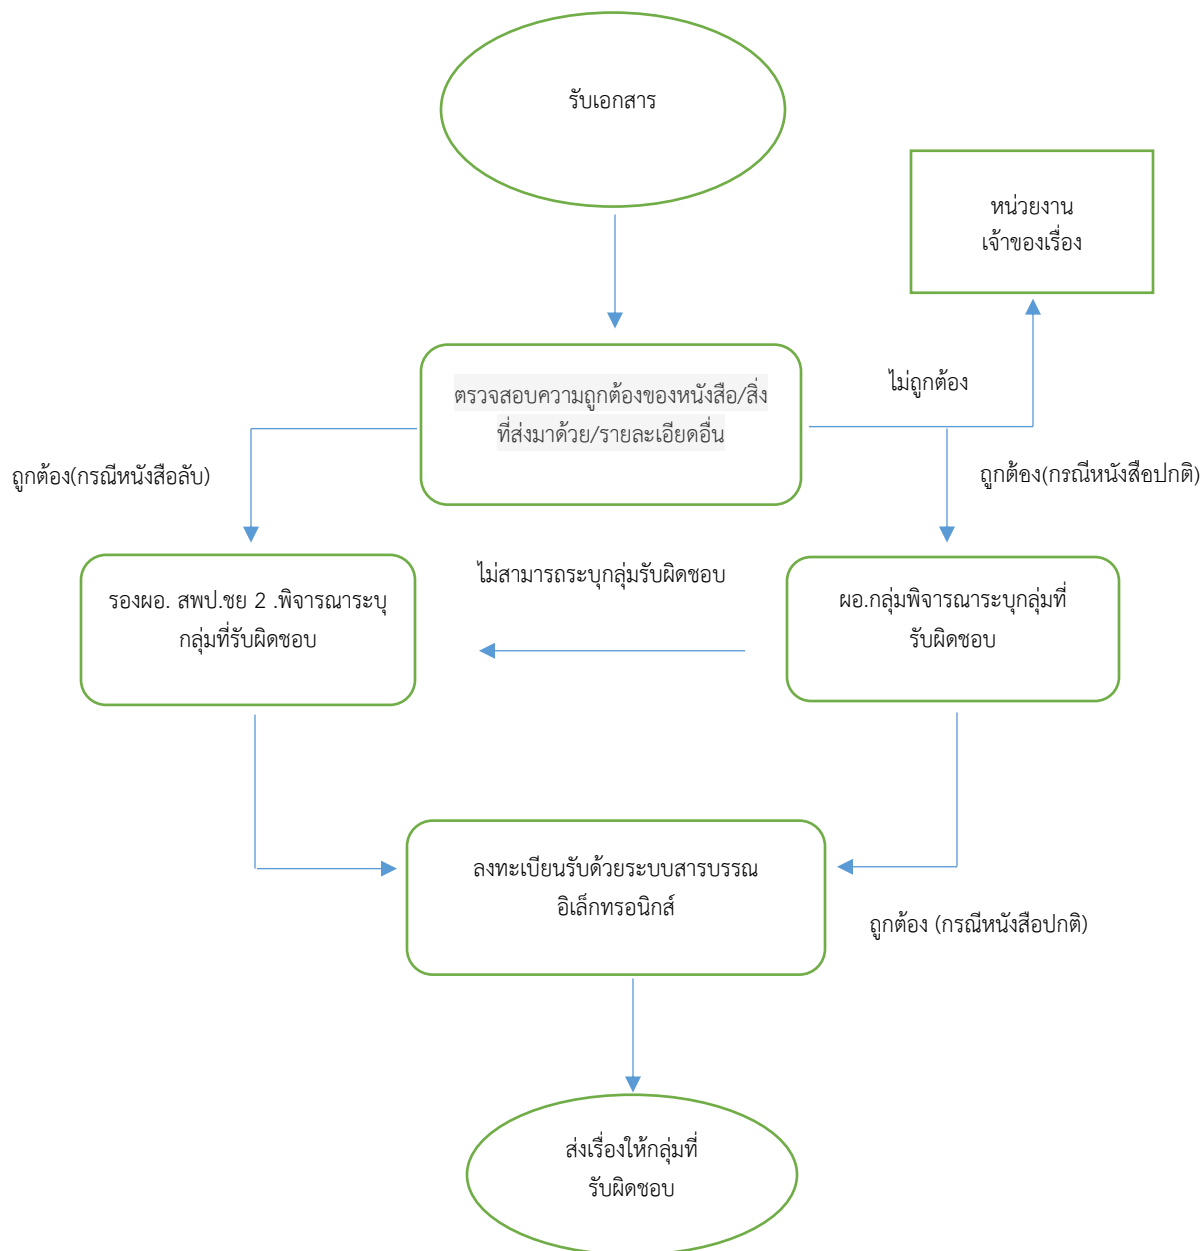 รับเอกสาร
หน่วยงาน
เจ้าของเรื่อง
ไม่ถูกต้อง
ตรวจสอบความถูกต้องของหนังสือ/สิ่ง
ที่ส่งมาด้วย/รายละเอียดอื่น
ถูกต้อง(กรณีหนังสือลับ)
ถูกต้อง(กรณีหนังสือปกติ)
ไม่สามารถระบุกลุ่มรับผิดชอบ
รองผอ. สพป.ชย 2 .พิจารณาระบุ
กลุ่มที่รับผิดชอบ
ผอ.กลุ่มพิจารณาระบุกลุ่มที่
รับผิดชอบ
ลงทะเบียนรับด้วยระบบสารบรรณ
อิเล็กทรอนิกส์
ถูกต้อง (กรณีหนังสือปกติ)
ส่งเรื่องให้กลุ่มที่
รับผิดชอบ